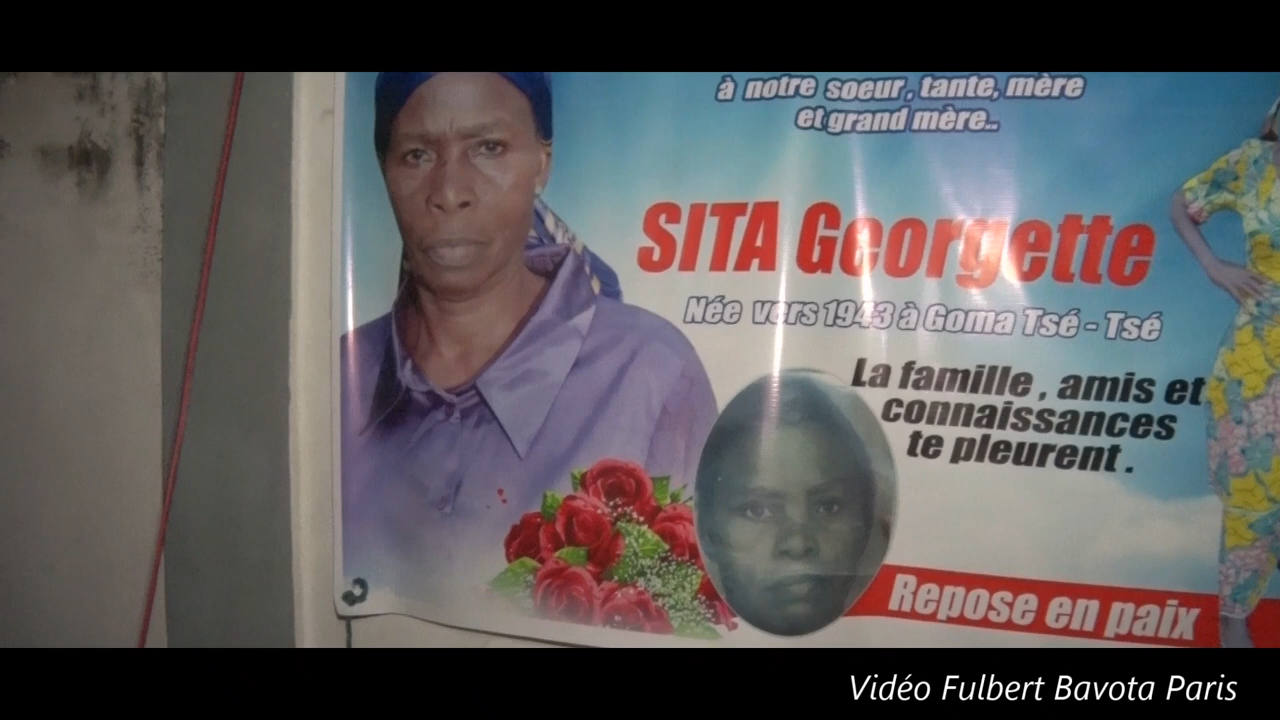 à notre soeur, tante, mère
et grand mère..
SITA Georgette
Née vers 1943 à Goma Tsé - Tsé
La famille, amis et
connaissances
te pleurent.
Repose en paix
Vidéo Fulbert Bavota Paris